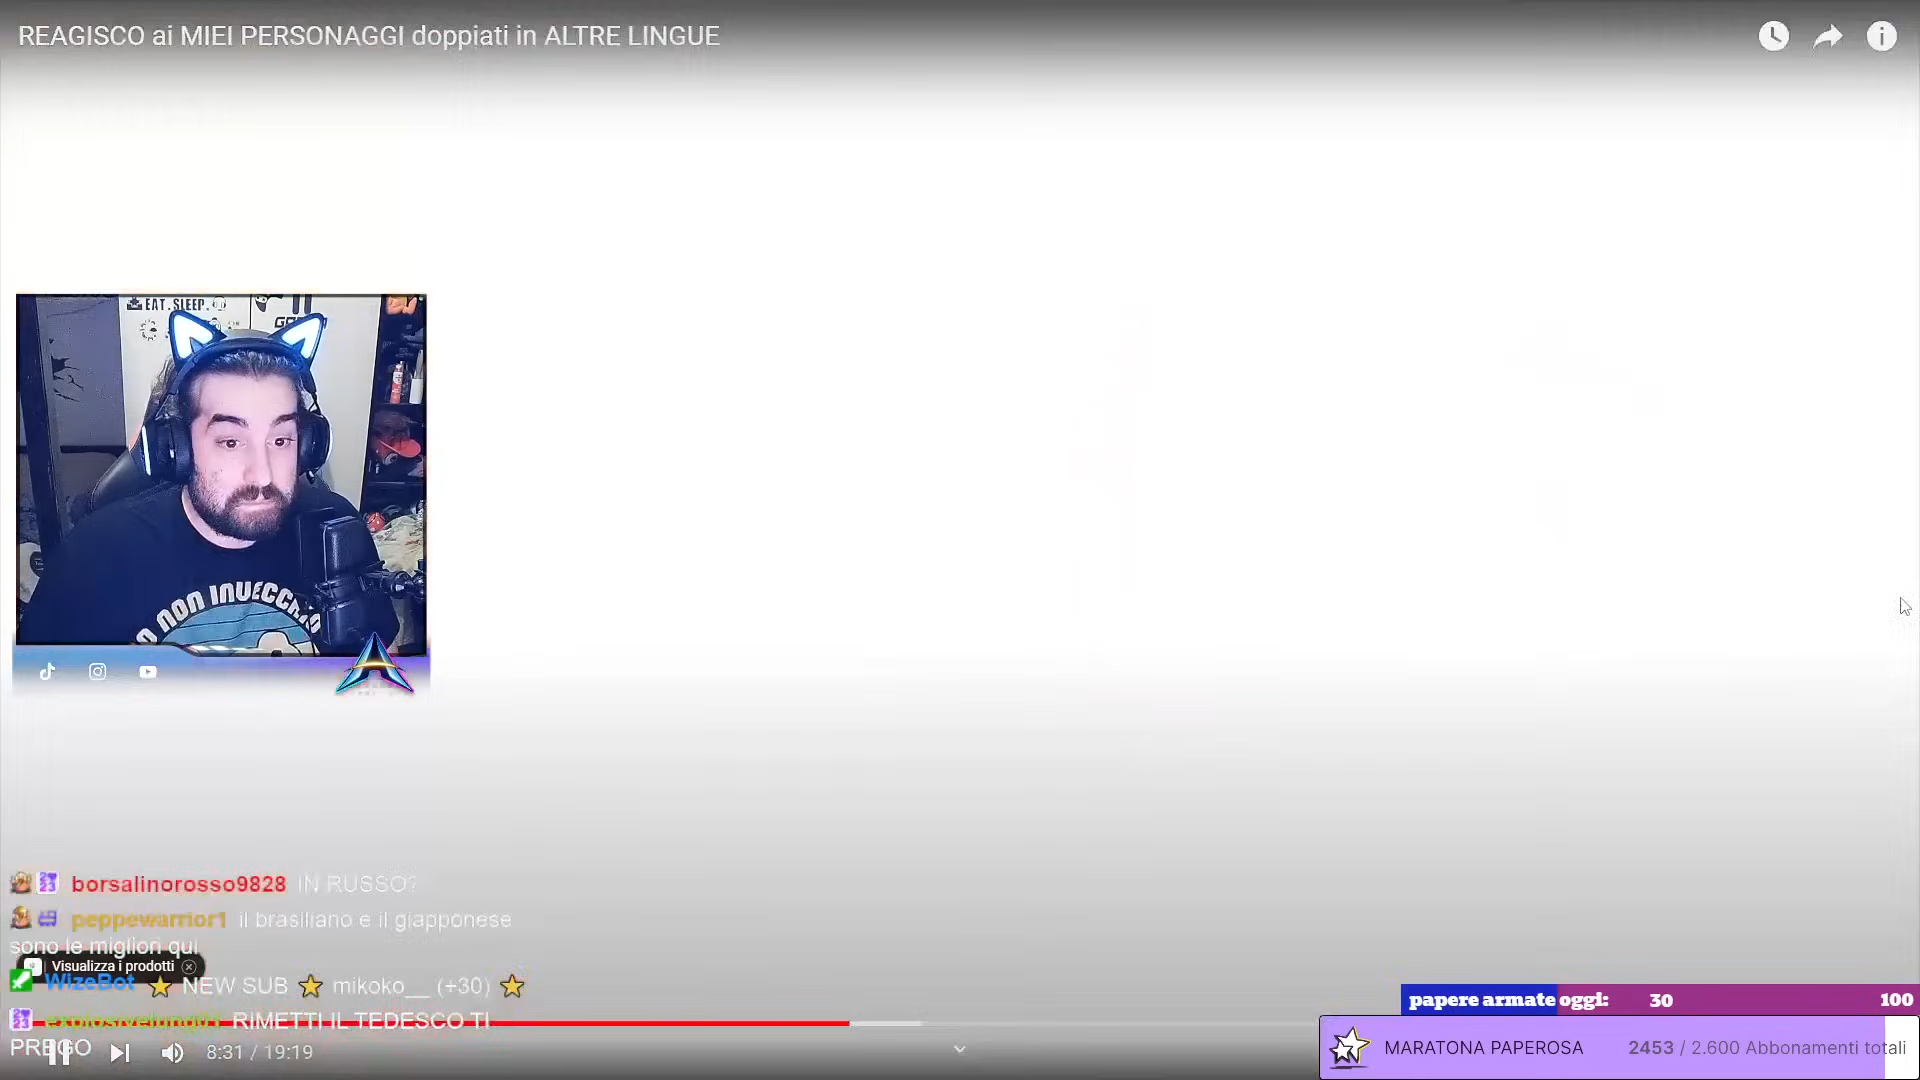 REAGISCO ai MIEI PERSONAGGI doppiati in ALTRE LINGUE
EAT.SLEEP.
NON INVECCHIO
borsalinorosso9828 IN RUSSO?
peppewarrior1 il brasiliano e il giapponese
sono le migliori qui
Visualizza i prodotti
WizeBot NEW SUB mikoko__ (+30)
RIMETTI IL TEDESCO TI
PREGO
8:31 / 19:19
papere armate oggi: 30 100
MARATONA PAPEROSA 2453 / 2.600 Abbonamenti totali